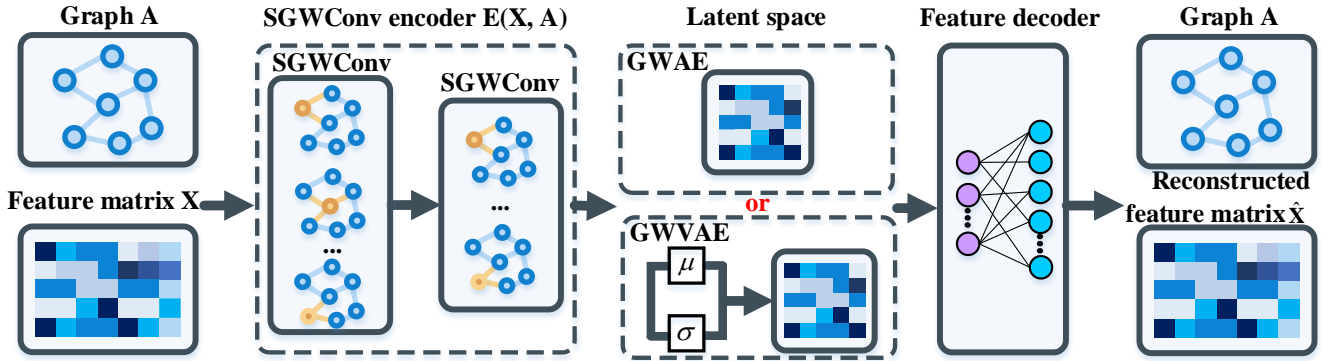 Graph A
Feature matrix X
SGWConv encoder E(X, A)
SGWConv
...
...
SGWConv
...
Latent space
GWAE
or
GWVAE
μ
σ
Feature decoder
Graph A
Reconstructed
feature matrix X̂